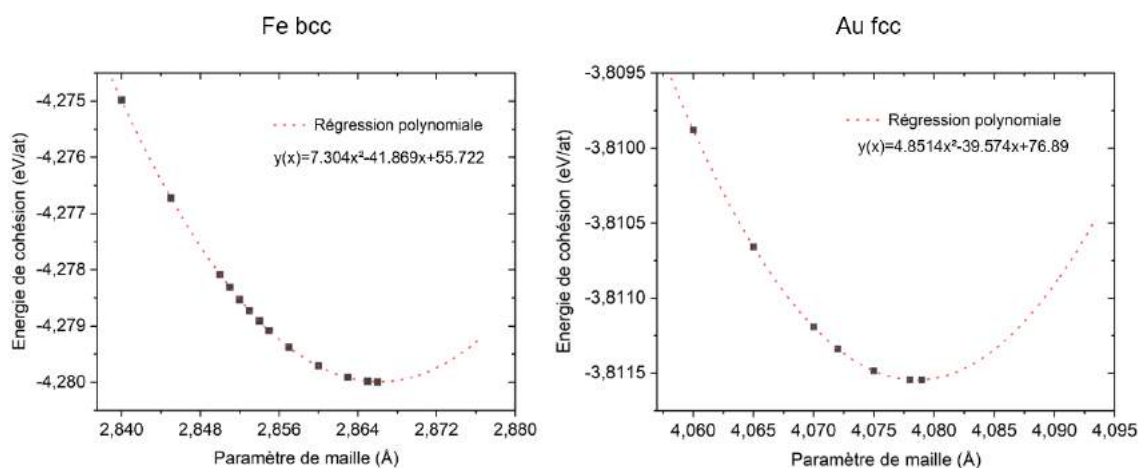 Fe bcc
Au fcc
-4,275
-4,276
-4,277
-4,278
-4,279
-4,280
Energie de cohésion (eV/at)
Régression polynomiale
y(x)=7.304x²-41.869x+55.722
2,840
2,848
2,856
2,864
2,872
2,880
Paramètre de maille (Å)
-3,8095
-3,8100
-3,8105
-3,8110
-3,8115
Energie de cohésion (eV/at)
Régression polynomiale
y(x)=4.8514x²-39.574x+76.89
4,060
4,065
4,070
4,075
4,080
4,085
4,090
4,095
Paramètre de maille (Å)